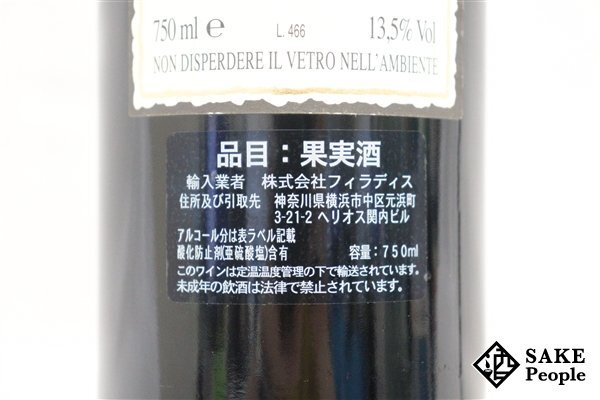 750 ml ℮ L. 466 13,5% Vol
NON DISPERDERE IL VETRO NELL'AMBIENTE
品目：果実酒
輸入業者 株式会社フィラディス
住所及び引取先 神奈川県横浜市中区元浜町
3-21-2 ヘリオス関内ビル
アルコール分は表ラベル記載
酸化防止剤(亜硫酸塩)含有 容量：750ml
このワインは定温温度管理の下で輸送されています。
未成年の飲酒は法律で禁止されています。
酒 SAKE
People